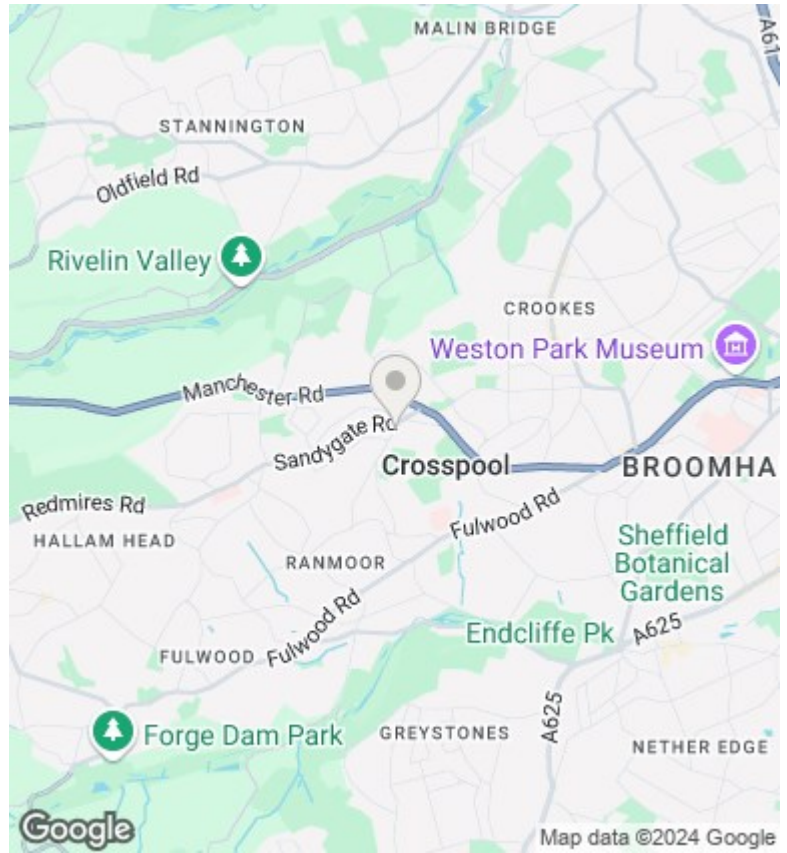 MALIN BRIDGE
A61
STANNINGTON
Oldfield Rd
Rivelin Valley
CROOKES
Weston Park Museum
Manchester Rd
Sandygate Rd
Crosspool
BROOMHA
Redmires Rd
Fulwood Rd
HALLAM HEAD
Sheffield
Botanical
Gardens
RANMOOR
Fulwood Rd
Endcliffe Pk
A625
FULWOOD
A625
Forge Dam Park
GREYSTONES
NETHER EDGE
Google
Map data ©2024 Google